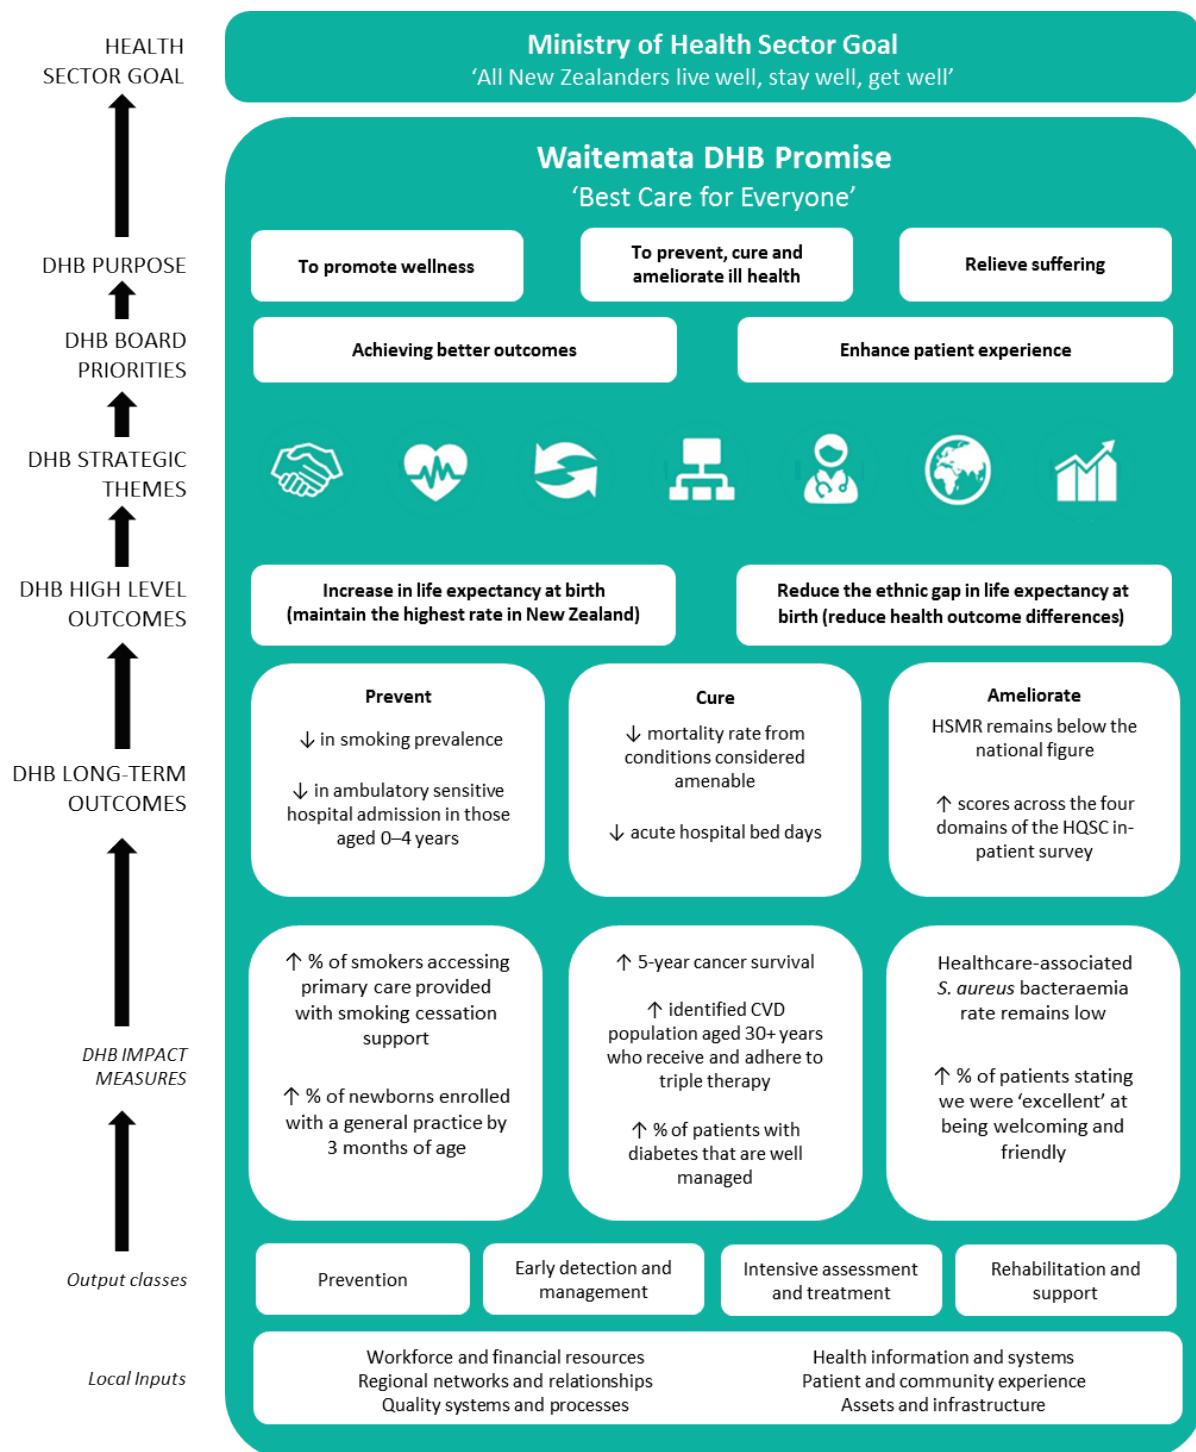 HEALTH
SECTOR GOAL
Ministry of Health Sector Goal
‘All New Zealanders live well, stay well, get well’
Waitemata DHB Promise
‘Best Care for Everyone’
DHB PURPOSE
To promote wellness
To prevent, cure and
ameliorate ill health
Relieve suffering
DHB BOARD
PRIORITIES
Achieving better outcomes
Enhance patient experience
DHB STRATEGIC
THEMES
DHB HIGH LEVEL
OUTCOMES
Increase in life expectancy at birth
(maintain the highest rate in New Zealand)
Reduce the ethnic gap in life expectancy at
birth (reduce health outcome differences)
DHB LONG-TERM
OUTCOMES
Prevent
↓ in smoking prevalence
↓ in ambulatory sensitive
hospital admission in those
aged 0–4 years
Cure
↓ mortality rate from
conditions considered
amenable
↓ acute hospital bed days
Ameliorate
HSMR remains below the
national figure
↑ scores across the four
domains of the HQSC in-
patient survey
DHB IMPACT
MEASURES
↑ % of smokers accessing
primary care provided
with smoking cessation
support
↑ % of newborns enrolled
with a general practice by
3 months of age
↑ 5-year cancer survival
↑ identified CVD
population aged 30+ years
who receive and adhere to
triple therapy
↑ % of patients with
diabetes that are well
managed
Healthcare-associated
S. aureus bacteraemia
rate remains low
↑ % of patients stating
we were ‘excellent’ at
being welcoming and
friendly
Output classes
Prevention
Early detection and
management
Intensive assessment
and treatment
Rehabilitation and
support
Local Inputs
Workforce and financial resources
Regional networks and relationships
Quality systems and processes
Health information and systems
Patient and community experience
Assets and infrastructure